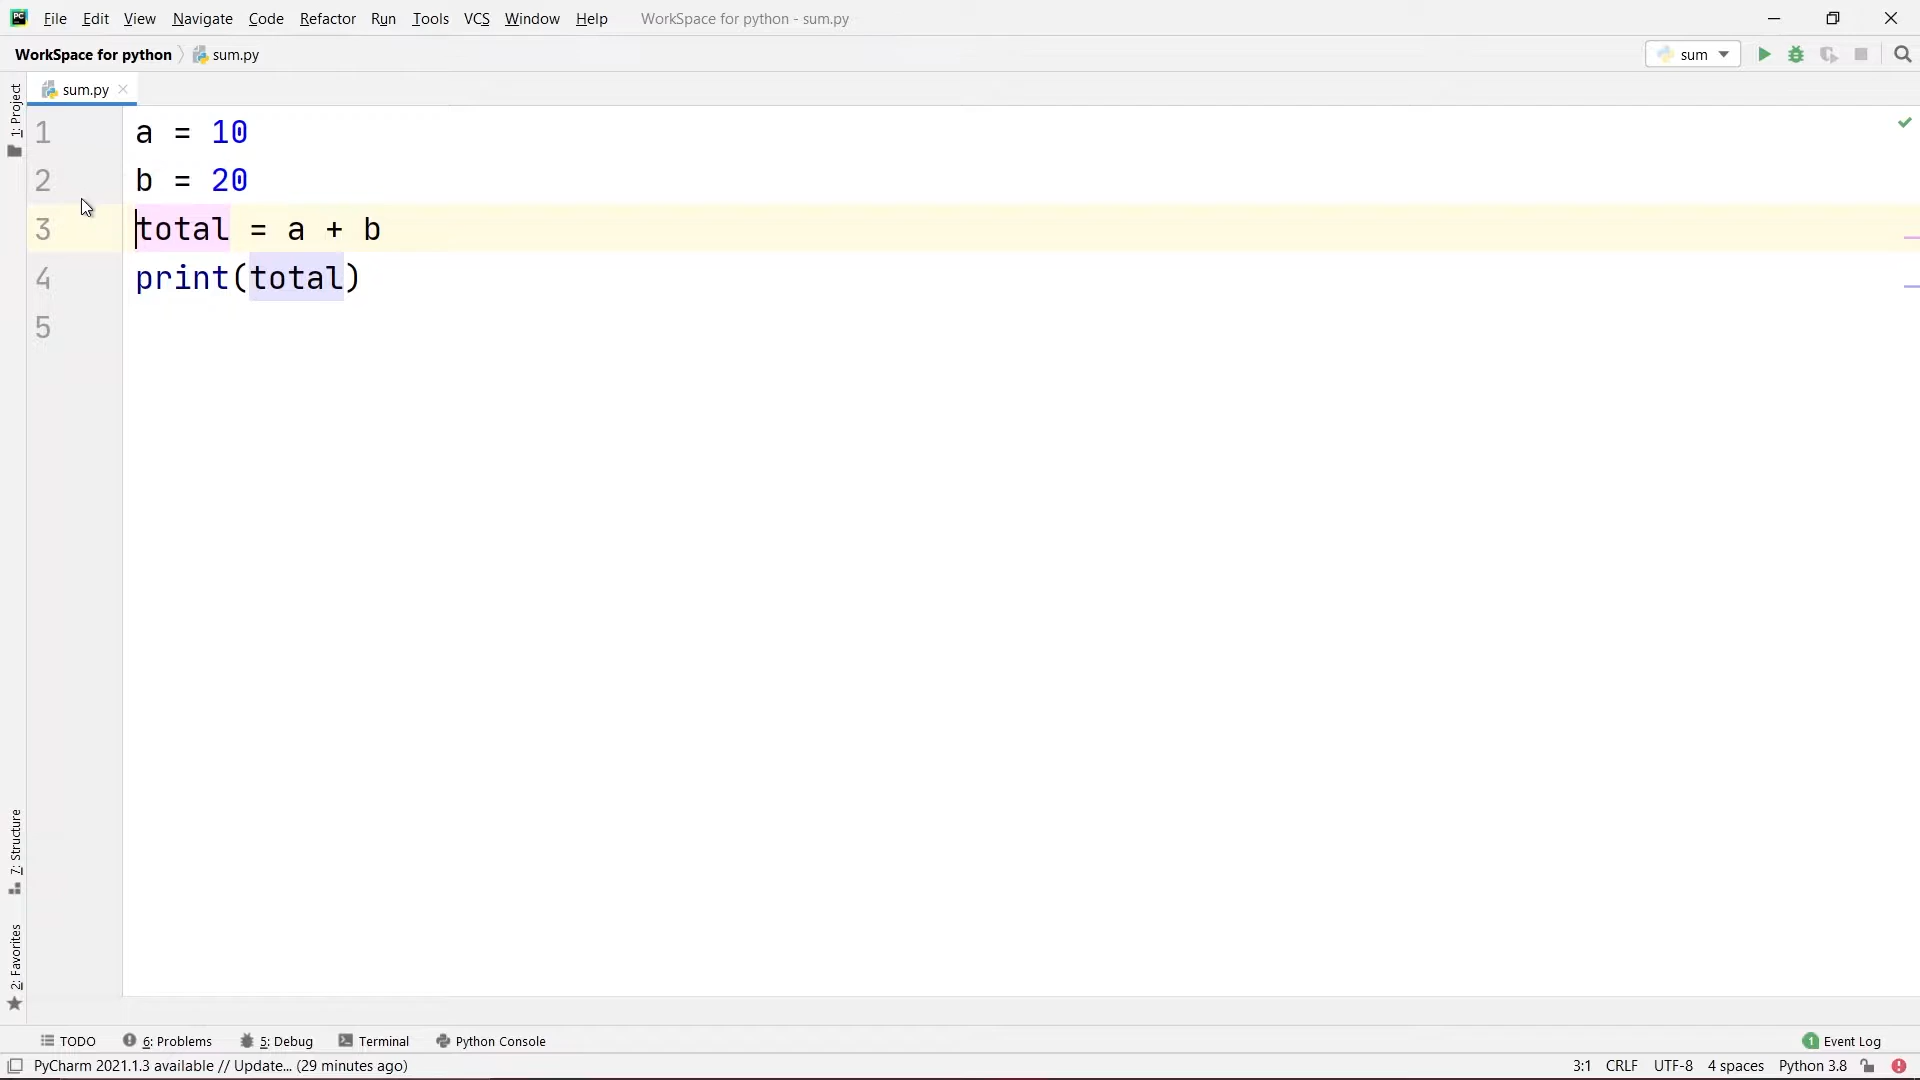 PC File Edit View Navigate Code Refactor Run Tools VCS Window Help WorkSpace for python - sum.py
WorkSpace for python sum.py sum
sum.py
1: Project
1 a = 10
2 b = 20
3 total = a + b
4 print(total)
5
7: Structure
2: Favorites
TODO 6: Problems 5: Debug Terminal Python Console 1 Event Log
PyCharm 2021.1.3 available // Update... (29 minutes ago) 3:1 CRLF UTF-8 4 spaces Python 3.8